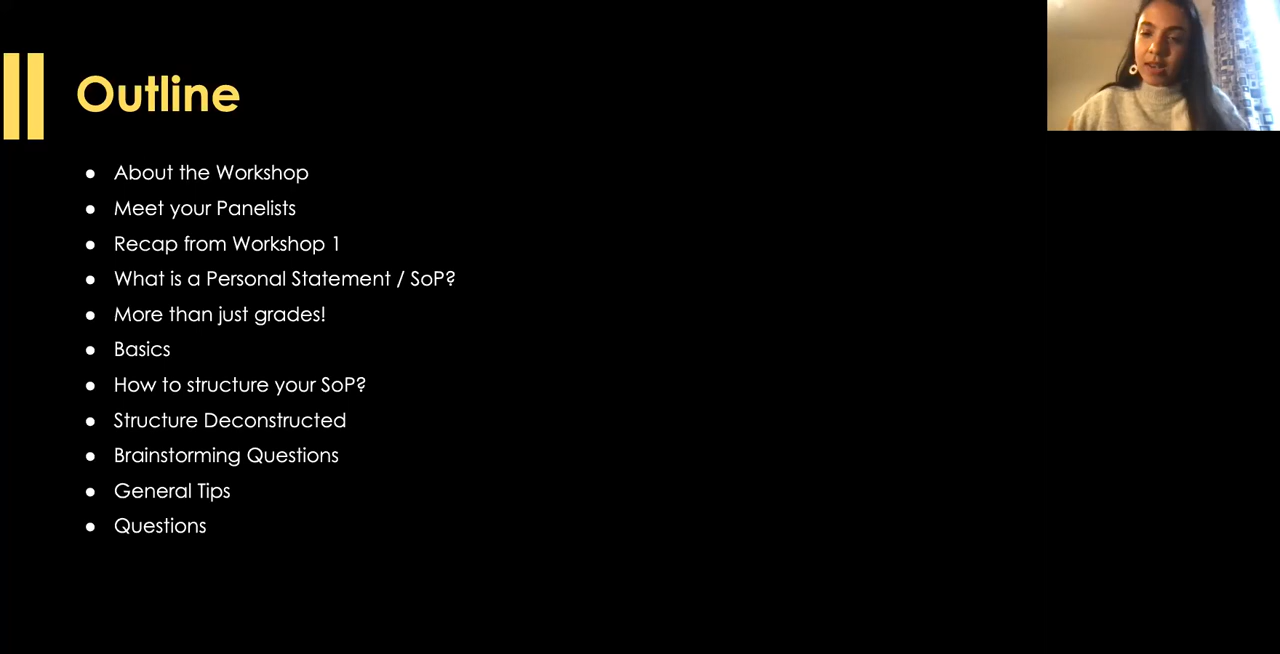 Outline
● About the Workshop
● Meet your Panelists
● Recap from Workshop 1
● What is a Personal Statement / SoP?
● More than just grades!
● Basics
● How to structure your SoP?
● Structure Deconstructed
● Brainstorming Questions
● General Tips
● Questions